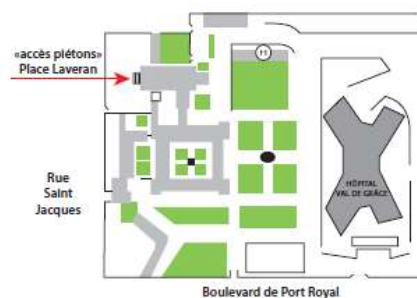 «accès piétons»
Place Laveran
H
Rue
Saint
Jacques
HÔPITAL
VAL DE GRÂCE
Boulevard de Port Royal